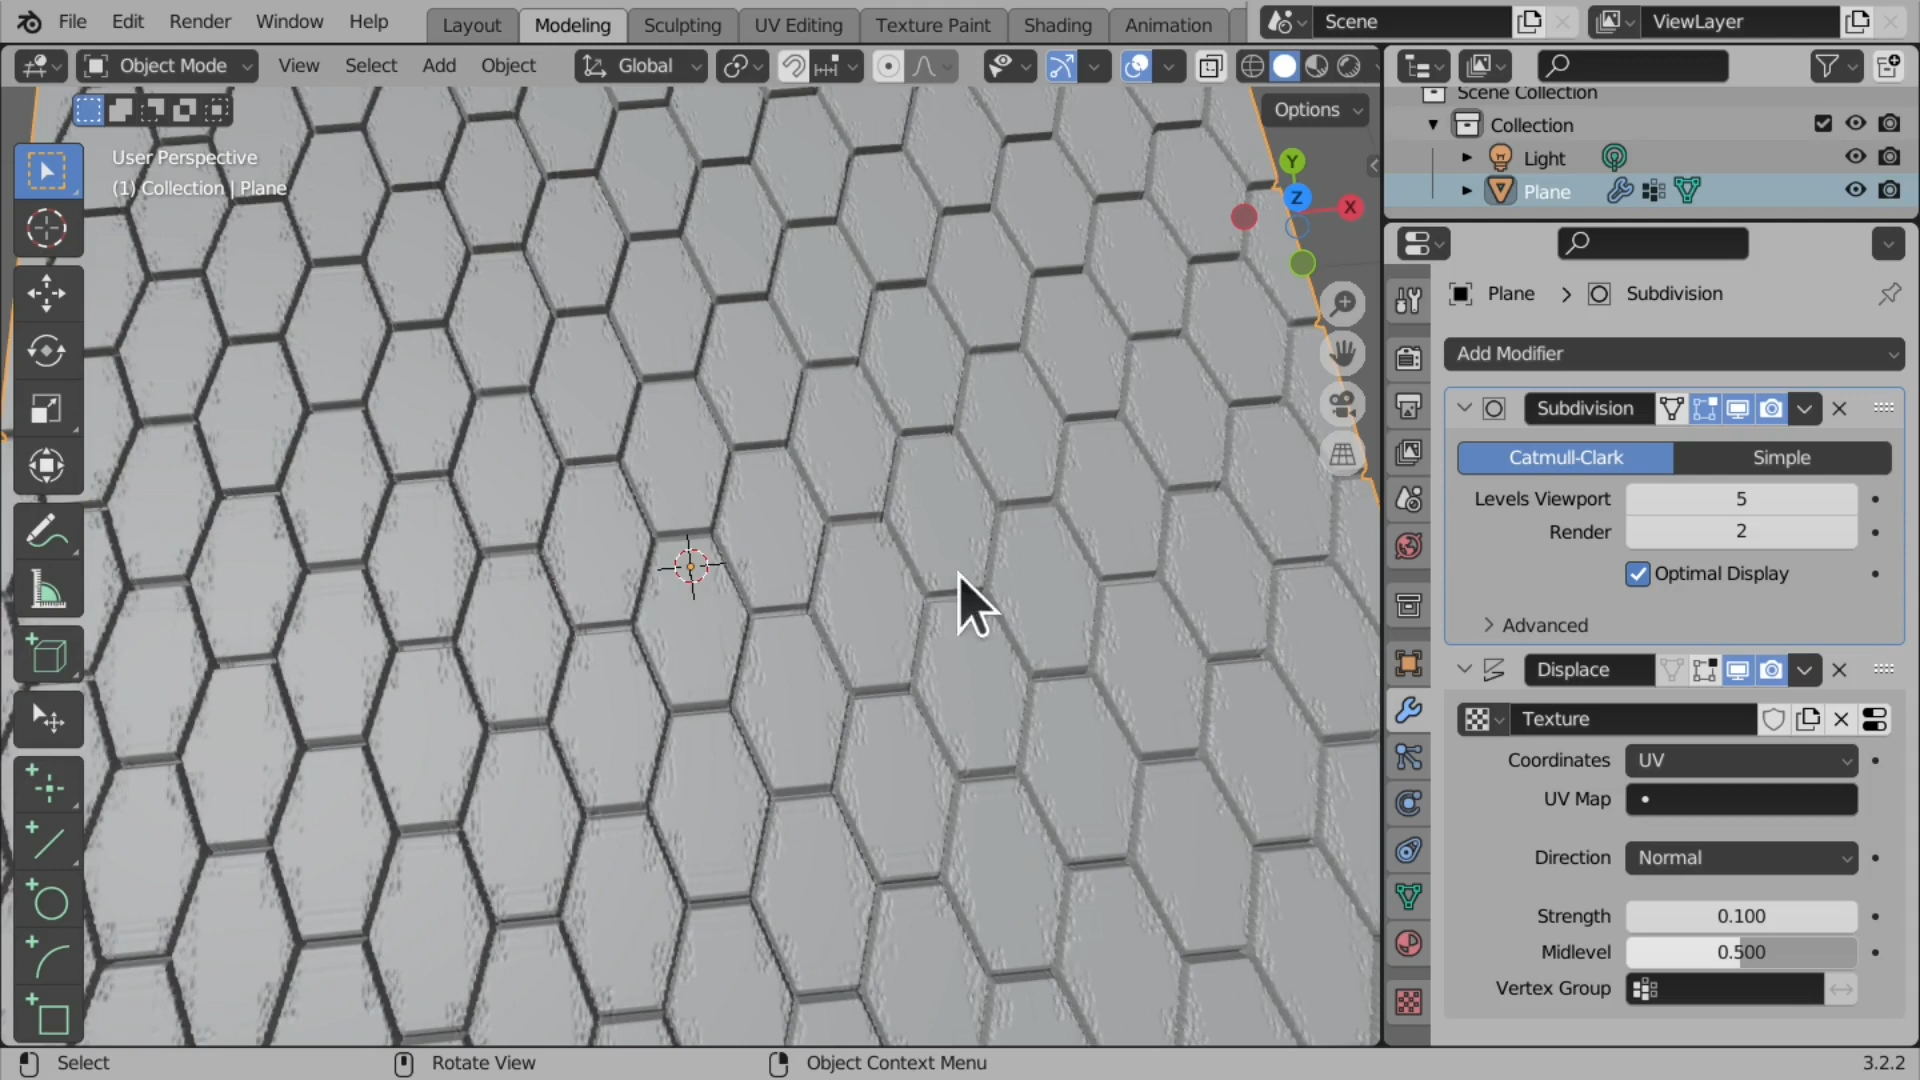 File Edit Render Window Help Layout Modeling Sculpting UV Editing Texture Paint Shading Animation Scene ViewLayer
Object Mode View Select Add Object Global
Options
User Perspective
(1) Collection | Plane
Y
Z
X
Scene Collection
Collection
Light
Plane
Plane > Subdivision
Add Modifier
Subdivision
Catmull-Clark Simple
Levels Viewport 5
Render 2
Optimal Display
Advanced
Displace
Texture
Coordinates UV
UV Map
Direction Normal
Strength 0.100
Midlevel 0.500
Vertex Group
Select Rotate View Object Context Menu 3.2.2